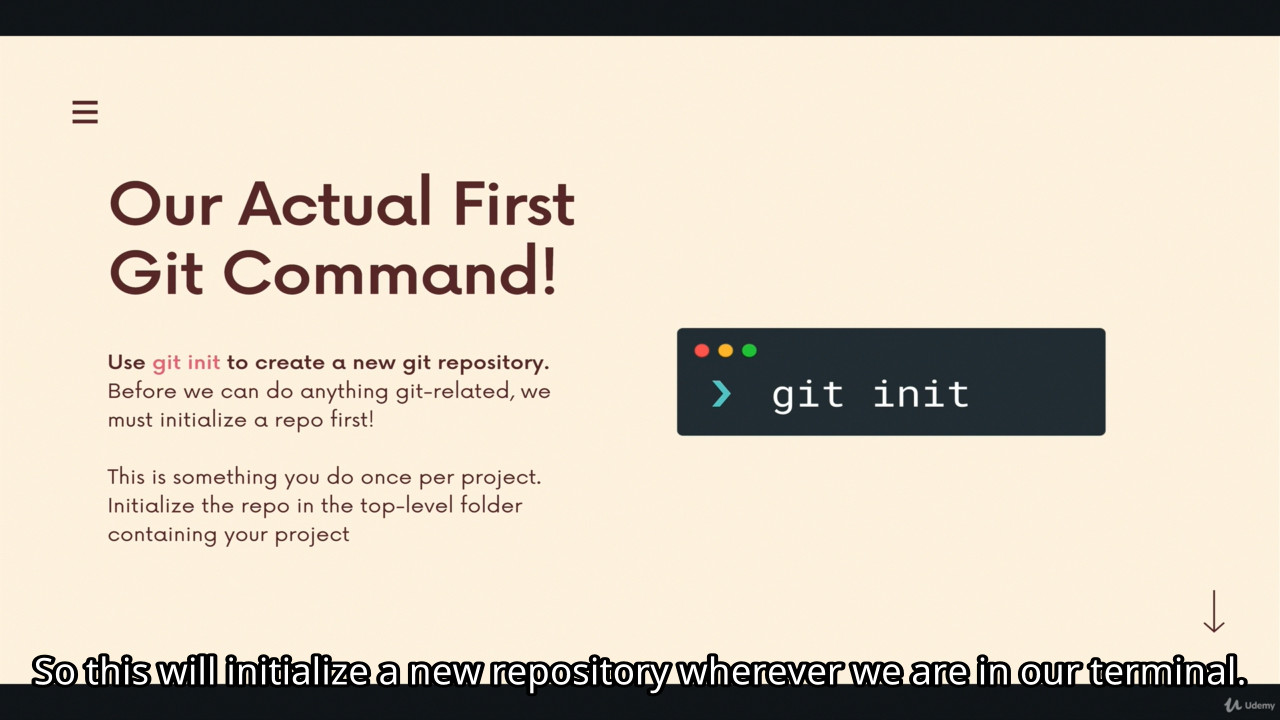 Our Actual First
Git Command!
Use git init to create a new git repository.
Before we can do anything git-related, we
must initialize a repo first!
This is something you do once per project.
Initialize the repo in the top-level folder
containing your project
❯ git init
So this will initialize a new repository wherever we are in our terminal.
Udemy